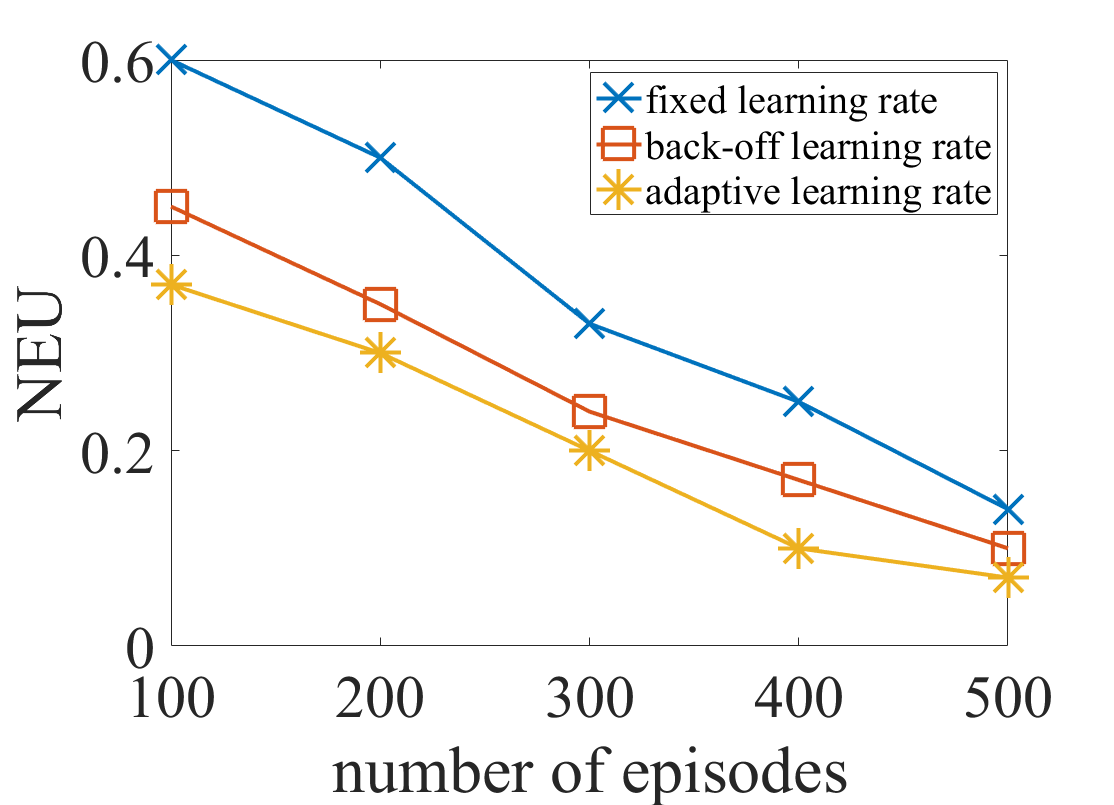 0.6
0.4
0.2
0
NEU
100 200 300 400 500
number of episodes
fixed learning rate
back-off learning rate
adaptive learning rate